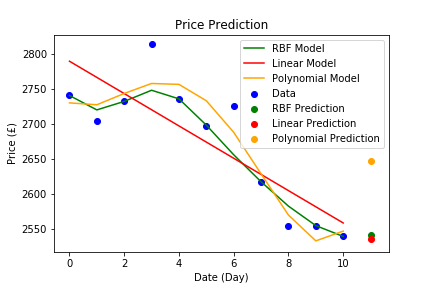 Price Prediction
RBF Model
Linear Model
Polynomial Model
Data
RBF Prediction
Linear Prediction
Polynomial Prediction
Price (£)
2800
2750
2700
2650
2600
2550
0 2 4 6 8 10
Date (Day)